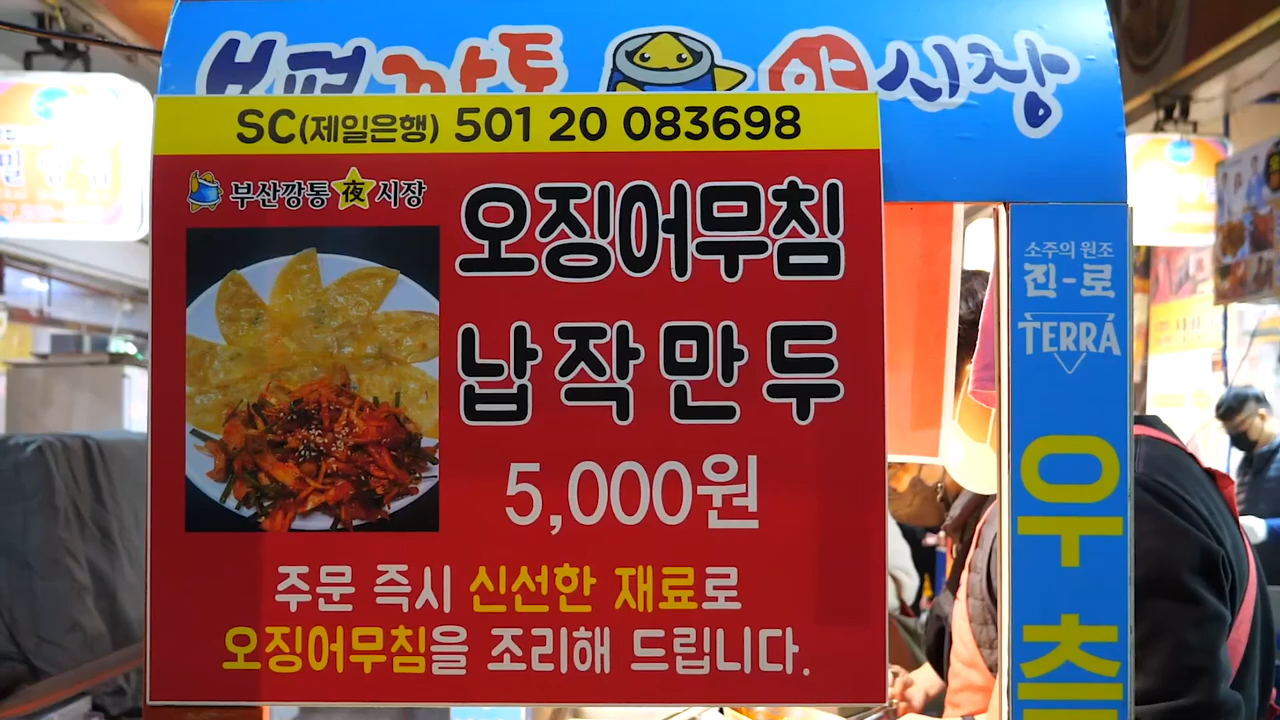 부평깡통 야시장
SC(제일은행) 501 20 083698
부산깡통夜시장
오징어무침
납작만두
5,000원
주문 즉시 신선한 재료로
오징어무침을 조리해 드립니다.
소주의 원조
진-로
TERRA
우측